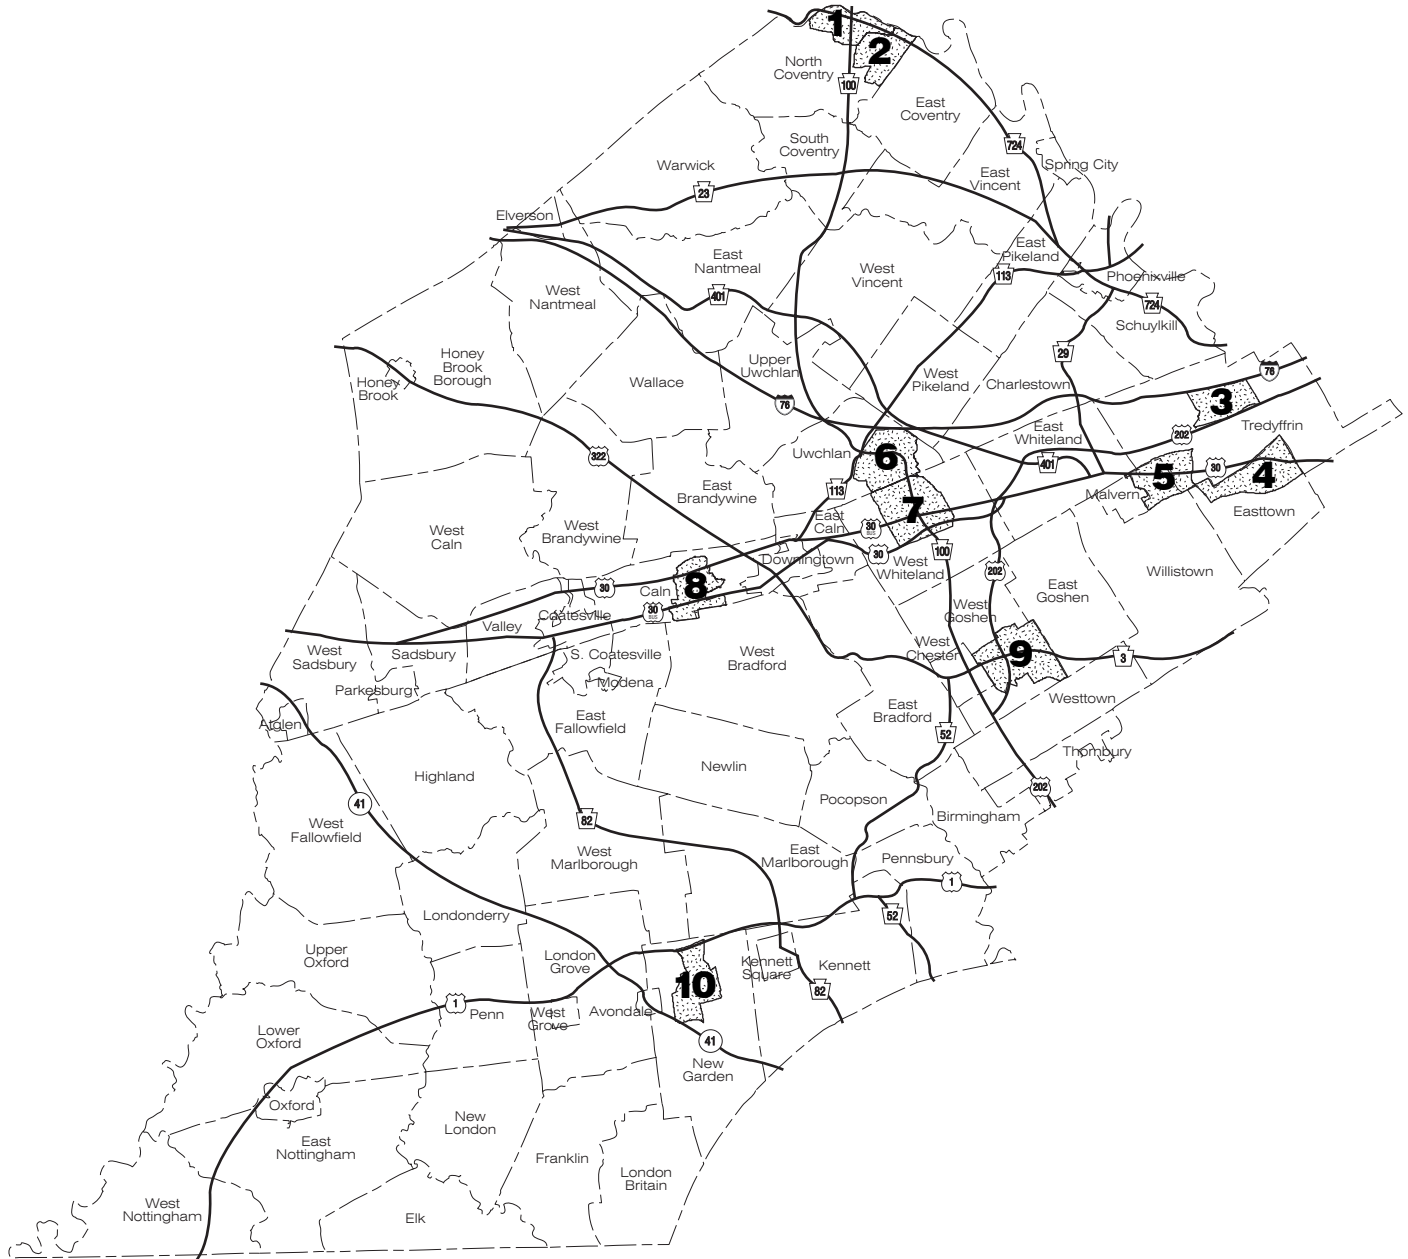 1
2
North
Coventry
100
East
Coventry
South
Coventry
724
Spring City
Warwick
East
Vincent
23
Elverson
East
Pikeland
East
Nantmeal
West
Vincent
113
Phoenixville
West
Nantmeal
401
724
Schuylkill
Honey
Brook
Borough
29
Upper
Uwchlan
76
Honey
Brook
Wallace
West
Pikeland
Charlestown
76
3
East
Whiteland
202
Tredyffrin
322
Uwchlan
6
401
30
5
4
113
East
Brandywine
Malvern
7
Easttown
West
Caln
West
Brandywine
East
Caln
30
BUS
30
100
Downingtown
West
Whiteland
202
Willistown
30
Caln
8
East
Goshen
Coatesville
30
BUS
West
Goshen
Valley
West
Sadsbury
Sadsbury
S. Coatesville
West
Bradford
West
Chester
9
3
Parkesburg
Modena
Westtown
Atglen
East
Fallowfield
East
Bradford
52
Thornbury
Highland
Newlin
202
41
Pocopson
West
Fallowfield
82
Birmingham
West
Marlborough
East
Marlborough
Pennsbury
1
Londonderry
52
Upper
Oxford
London
Grove
Kennett
Square
Kennett
10
82
1
Penn
West
Grove
Avondale
Lower
Oxford
41
New
Garden
Oxford
New
London
East
Nottingham
Franklin
London
Britain
West
Nottingham
Elk